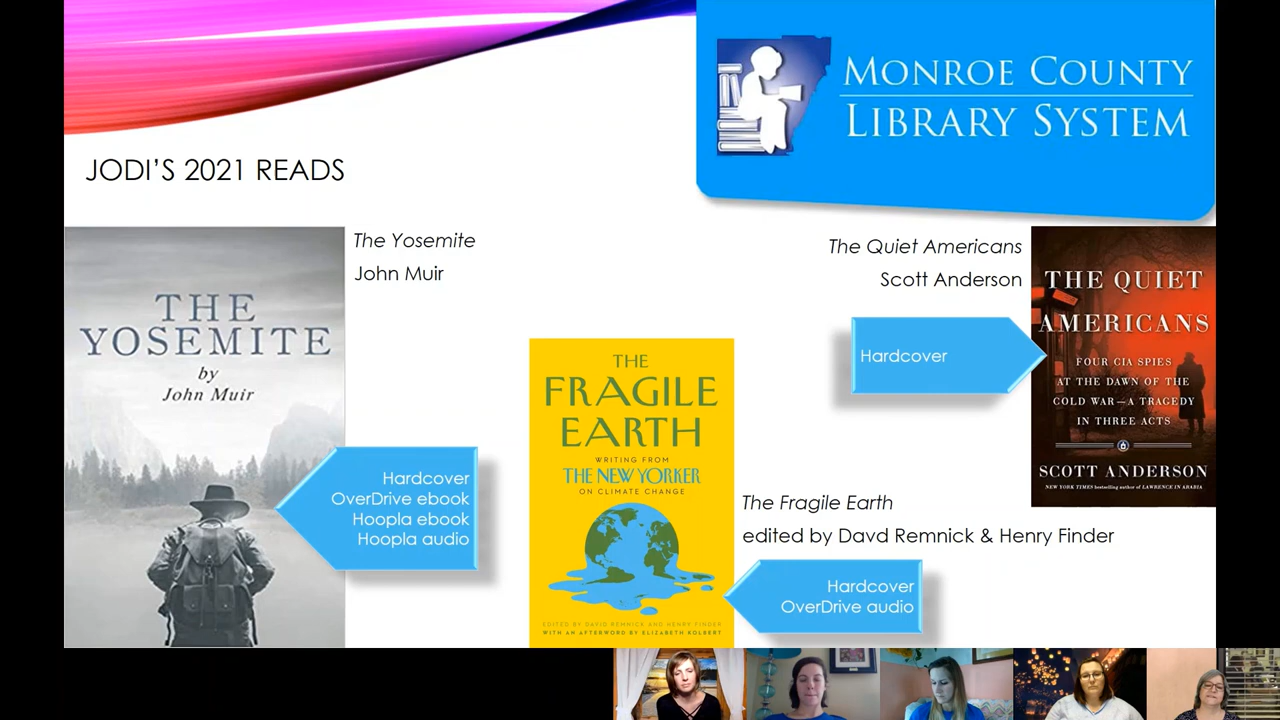 MONROE COUNTY
LIBRARY SYSTEM
JODI'S 2021 READS
The Yosemite
John Muir
THE
YOSEMITE
by
John Muir
Hardcover
OverDrive ebook
Hoopla ebook
Hoopla audio
THE
FRAGILE
EARTH
WRITING FROM
THE NEW YORKER
ON CLIMATE CHANGE
EDITED BY DAVID REMNICK AND HENRY FINDER
WITH AN AFTERWORD BY ELIZABETH KOLBERT
The Fragile Earth
edited by Davd Remnick & Henry Finder
Hardcover
OverDrive audio
The Quiet Americans
Scott Anderson
Hardcover
THE QUIET
AMERICANS
FOUR CIA SPIES
AT THE DAWN OF THE
COLD WAR—A TRAGEDY
IN THREE ACTS
SCOTT ANDERSON
NEW YORK TIMES bestselling author of LAWRENCE IN ARABIA